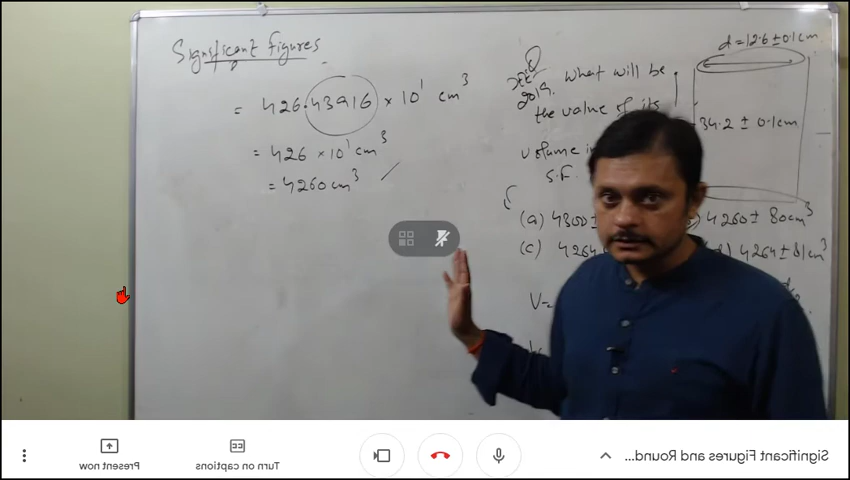 Significant figures
= 426.43916 × 10¹ cm³
= 426 × 10¹ cm³
= 4260 cm³
d = 12.6 ± 0.1 cm
2019. What will be
the value of its
34.2 ± 0.1 cm
volume in
S.F.
(a) 4300 ±
4260 ± 80 cm³
(c) 4264
4264 ± 81 cm³
V =
Present now
Turn on captions
Significant Figures and Round...